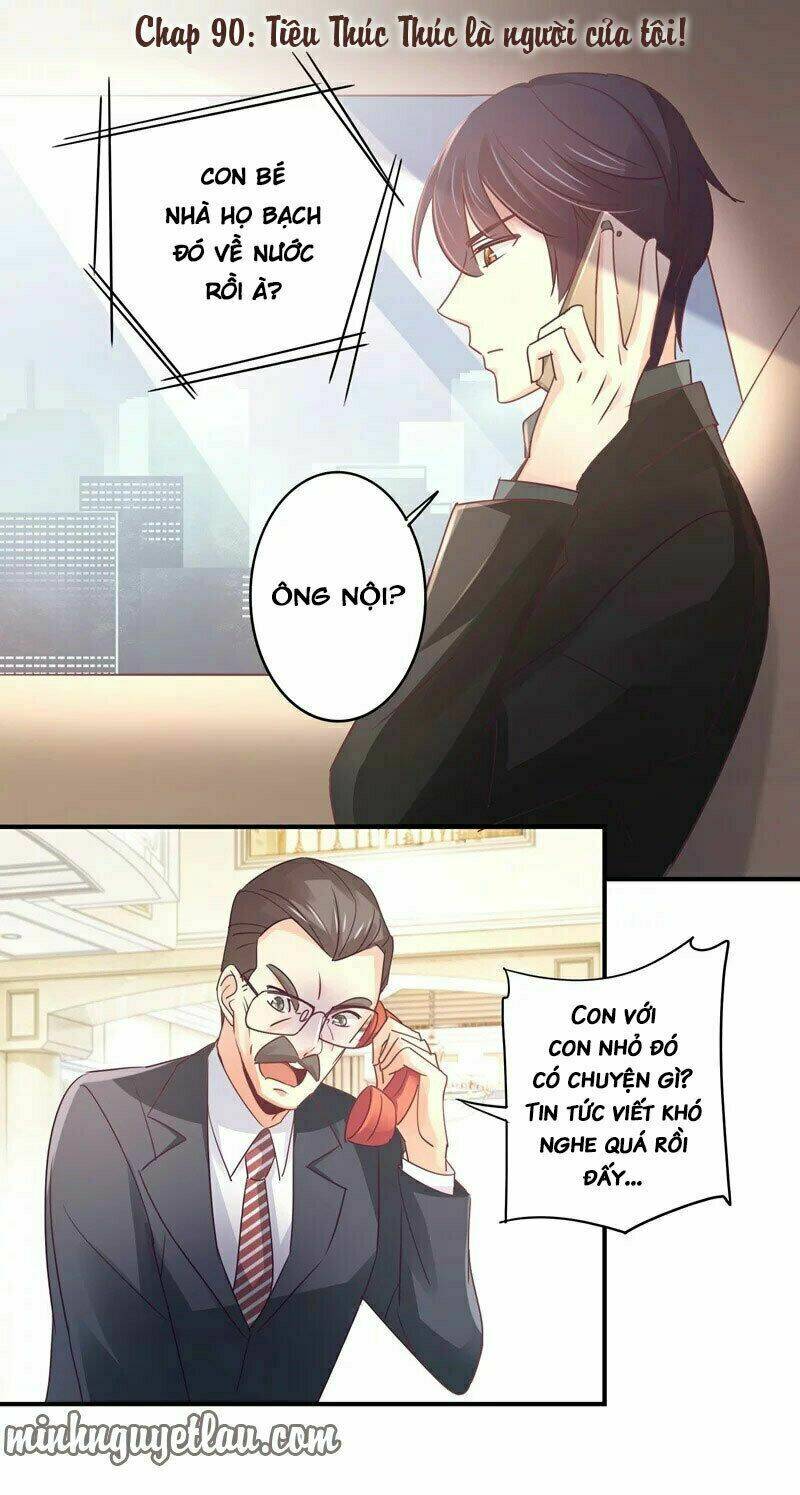 Chap 90: Tiêu Thúc Thúc là người của tôi!
CON BÉ
NHÀ HỌ BẠCH
ĐÓ VỀ NƯỚC
RỒI À?
ÔNG NỘI?
CON VỚI
CON NHỎ ĐÓ
CÓ CHUYỆN GÌ?
TIN TỨC VIẾT KHÓ
NGHE QUÁ RỒI
ĐẤY...
minhnguyetlau.com